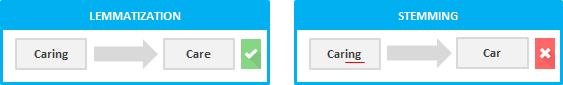 LEMMATIZATION
Caring
Care
STEMMING
Caring
Car